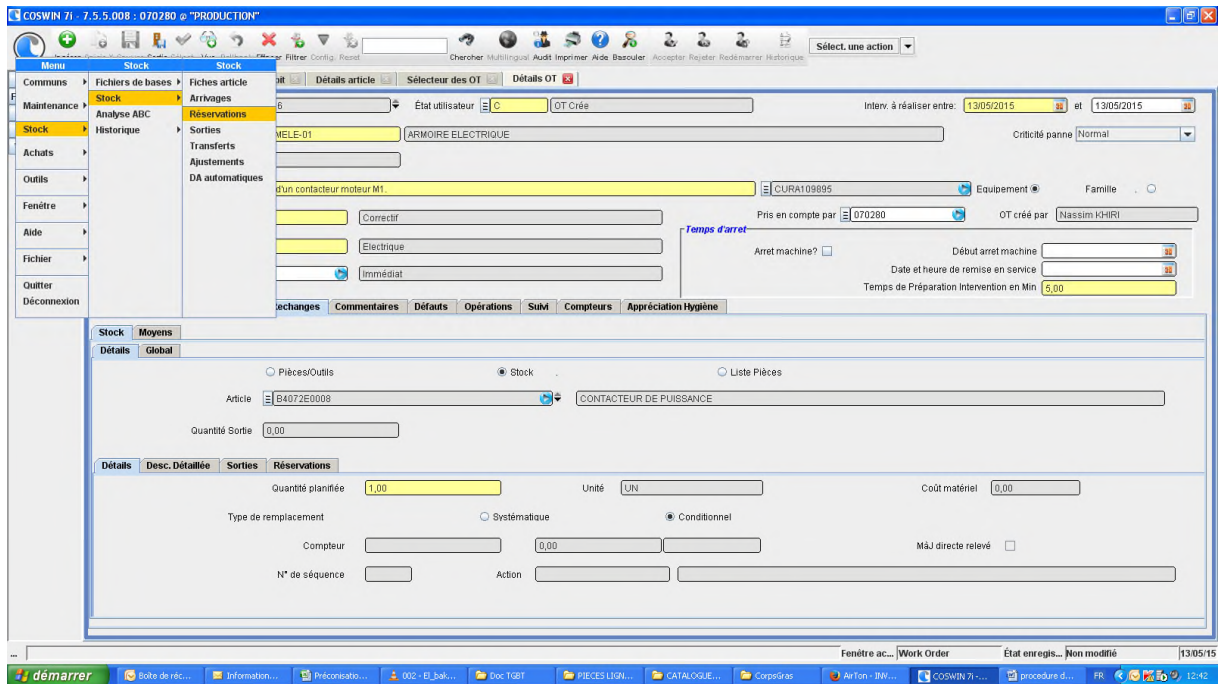 COSWIN 7i - 7.5.5.008 : 070280 @ "PRODUCTION"
Effacer Filtrer Config. Reset Chercher Multilingual Audit Imprimer Aide Basculer Accepter Rejeter Redémarrer Historique
Sélect. une action
Menu Stock Stock
Communs Fichiers de bases Fiches article
Maintenance Stock Arrivages
Analyse ABC Réservations
Stock Historique Sorties
Achats Transferts
Ajustements
Outils DA automatiques
Fenêtre
Aide
Fichier
Quitter
Déconnexion
Détails article Sélecteur des OT Détails OT
6 État utilisateur C OT Crée Interv. à réaliser entre: 13/05/2015 et 13/05/2015
MELE-01 ARMOIRE ELECTRIQUE Criticité panne Normal
d'un contacteur moteur M1. CURA109895 Equipement Famille .
Correctif Pris en compte par 070280 OT créé par Nassim KHIRI
Temps d'arret
Electrique Arret machine? Début arret machine
Immédiat Date et heure de remise en service
Temps de Préparation Intervention en Min 5,00
echanges Commentaires Défauts Opérations Suivi Compteurs Appréciation Hygiène
Stock Moyens
Détails Global
Pièces/Outils Stock . Liste Pièces
Article B4072E0008 CONTACTEUR DE PUISSANCE
Quantité Sortie 0,00
Détails Desc. Détaillée Sorties Réservations
Quantité planifiée 1,00 Unité UN Coût matériel 0,00
Type de remplacement Systématique Conditionnel
Compteur 0,00 MàJ directe relevé
N° de séquence Action
... Fenêtre ac... Work Order État enregis... Non modifié 13/05/15
démarrer Boîte de réc... Information... Préconisatio... 002 - El_bak... Doc TGBT PIECES LIGN... CATALOGUE... CorpsGras AirTon - INV... COSWIN 7i -... procedure d... FR 12:42